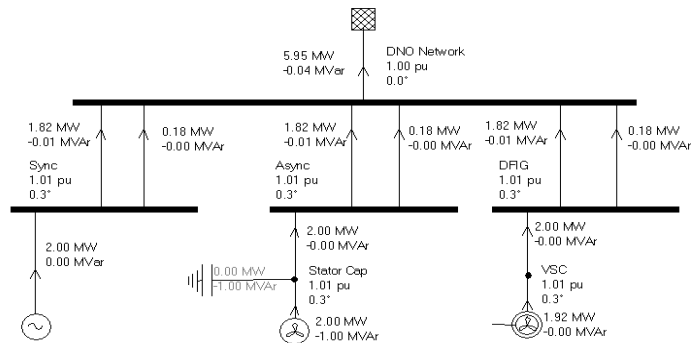 5.95 MW
-0.04 MVar
DNO Network
1.00 pu
0.0°
1.82 MW
-0.01 MVAr
0.18 MW
-0.00 MVAr
1.82 MW
-0.01 MVAr
0.18 MW
-0.00 MVAr
1.82 MW
-0.01 MVAr
0.18 MW
-0.00 MVAr
Sync
1.01 pu
0.3°
Async
1.01 pu
0.3°
DFIG
1.01 pu
0.3°
2.00 MW
0.00 MVar
2.00 MW
-0.00 MVAr
0.00 MW
-1.00 MVAr
Stator Cap
1.01 pu
0.3°
2.00 MW
-1.00 MVAr
2.00 MW
-0.00 MVAr
VSC
1.01 pu
0.3°
1.92 MW
-0.00 MVAr